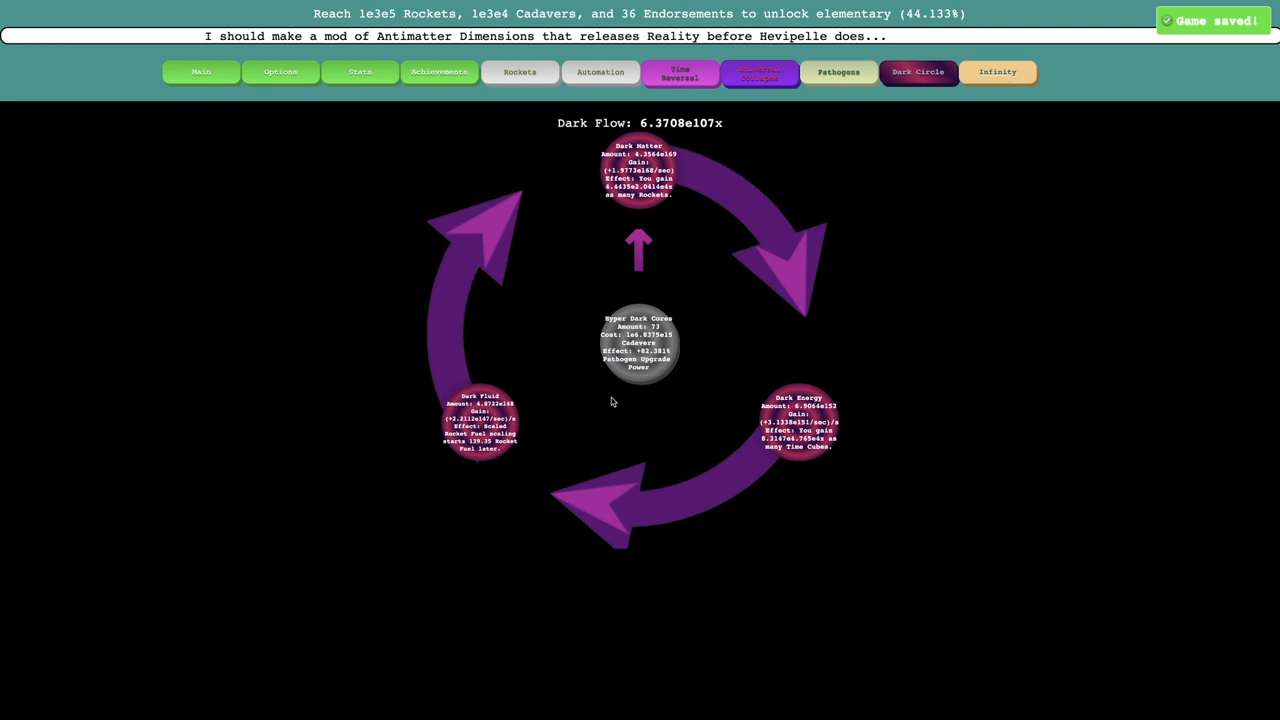 Reach 1e3e5 Rockets, 1e3e4 Cadavers, and 36 Endorsements to unlock elementary (44.133%)
Game saved!
I should make a mod of Antimatter Dimensions that releases Reality before Hevipelle does...
Main
Options
Stats
Achievements
Rockets
Automation
Time
Reversal
Universal
Collapse
Pathogens
Dark Circle
Infinity
Dark Flow: 6.3708e107x
Dark Matter
Amount: 4.3564e169
Gain:
(+1.9773e168/sec)
Effect: You gain
4.4435e2.0414e4x
as many Rockets.
Hyper Dark Cores
Amount: 73
Cost: 1e6.8375e15
Cadavers
Effect: +82.381%
Pathogen Upgrade
Power
Dark Fluid
Amount: 4.8722e148
Gain:
(+2.2112e147/sec)/s
Effect: Scaled
Rocket Fuel scaling
starts 139.35 Rocket
Fuel later.
Dark Energy
Amount: 6.9064e152
Gain:
(+3.1338e151/sec)/s
Effect: You gain
8.3147e4.765e4x as
many Time Cubes.